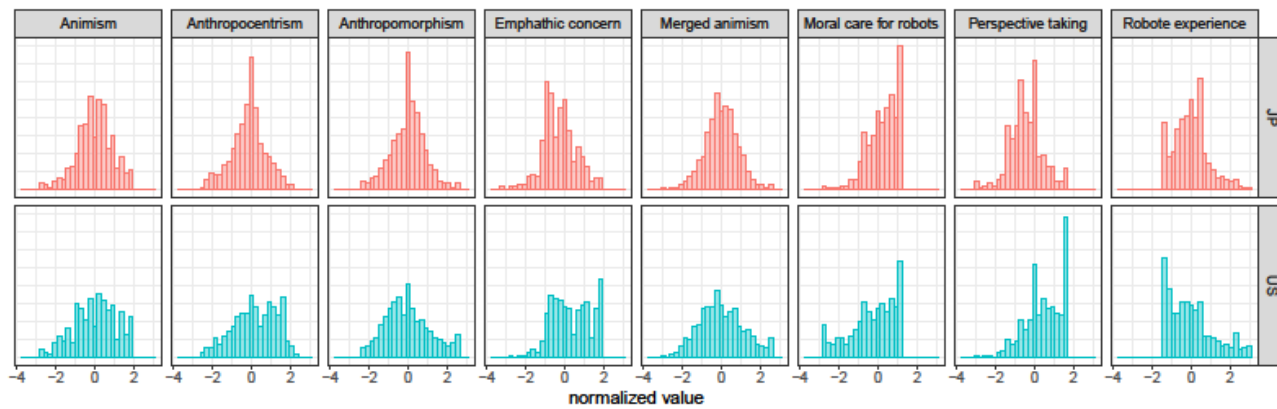 Animism Anthropocentrism Anthropomorphism Emphathic concern Merged animism Moral care for robots Perspective taking Robote experience
JP
US
−4 −2 0 2 −4 −2 0 2 −4 −2 0 2 −4 −2 0 2 −4 −2 0 2 −4 −2 0 2 −4 −2 0 2 −4 −2 0 2
normalized value